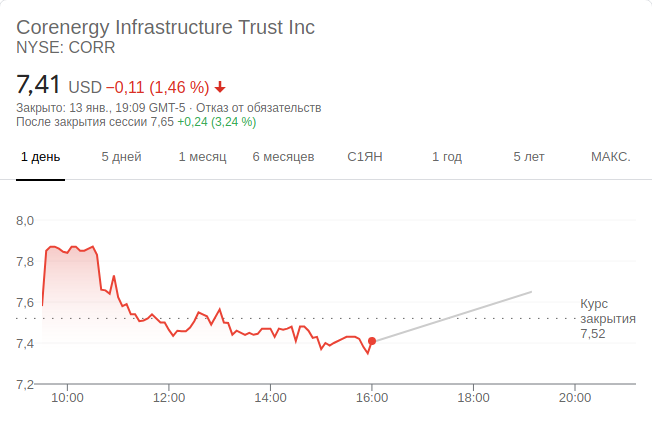 Corenergy Infrastructure Trust Inc
NYSE: CORR
7,41 USD −0,11 (1,46 %)
Закрыто: 13 янв., 19:09 GMT-5 · Отказ от обязательств
После закрытия сессии 7,65 +0,24 (3,24 %)
1 день 5 дней 1 месяц 6 месяцев С1ЯН 1 год 5 лет МАКС.
8,0
7,8
7,6
7,4
7,2
Курс
закрытия
7,52
10:00 12:00 14:00 16:00 18:00 20:00